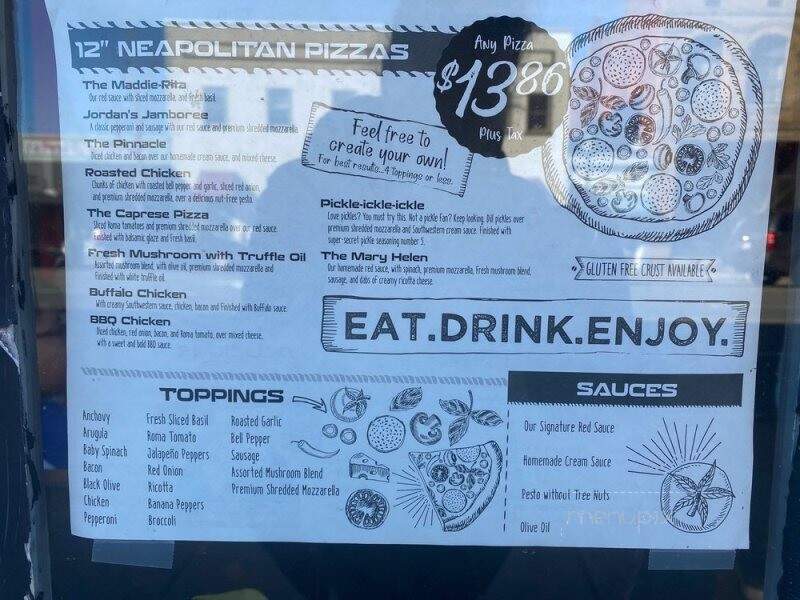 12" NEAPOLITAN PIZZAS
Any Pizza
$13.86
Plus Tax
The Maddie-Rita
Our red sauce with sliced mozzarella, and fresh basil.
Jordan's Jamboree
A classic pepperoni and sausage with our red sauce and premium shredded mozzarella.
The Pinnacle
Diced chicken and bacon over our homemade cream sauce, and mixed cheese.
Roasted Chicken
Chunks of chicken with roasted bell pepper and garlic, sliced red onion,
and premium shredded mozzarella, over a delicious nut-free pesto.
The Caprese Pizza
Sliced Roma tomatoes and premium shredded mozzarella over our red sauce.
Finished with balsamic glaze and fresh basil.
Fresh Mushroom with Truffle Oil
Assorted mushroom blend, with olive oil, premium shredded mozzarella and
finished with white truffle oil.
Buffalo Chicken
With creamy Southwestern sauce, chicken, bacon and finished with Buffalo sauce.
BBQ Chicken
Diced chicken, red onion, bacon, and Roma tomato, over mixed cheese,
with a sweet and bold BBQ sauce.
Feel free to
create your own!
For best results...4 toppings or less.
Pickle-ickle-ickle
Love pickles? You must try this. Not a pickle fan? Keep looking. Dill pickles over
premium shredded mozzarella and Southwestern cream sauce. Finished with
super-secret pickle seasoning number 5.
The Mary Helen
Our homemade red sauce, with spinach, premium mozzarella, fresh mushroom blend,
sausage, and dabs of creamy ricotta cheese.
GLUTEN FREE CRUST AVAILABLE
EAT.DRINK.ENJOY.
TOPPINGS
Anchovy
Arugula
Baby Spinach
Bacon
Black Olive
Chicken
Pepperoni
Fresh Sliced Basil
Roma Tomato
Jalapeño Peppers
Red Onion
Ricotta
Banana Peppers
Broccoli
Roasted Garlic
Bell Pepper
Sausage
Assorted Mushroom Blend
Premium Shredded Mozzarella
SAUCES
Our Signature Red Sauce
Homemade Cream Sauce
Pesto without Tree Nuts
Olive Oil